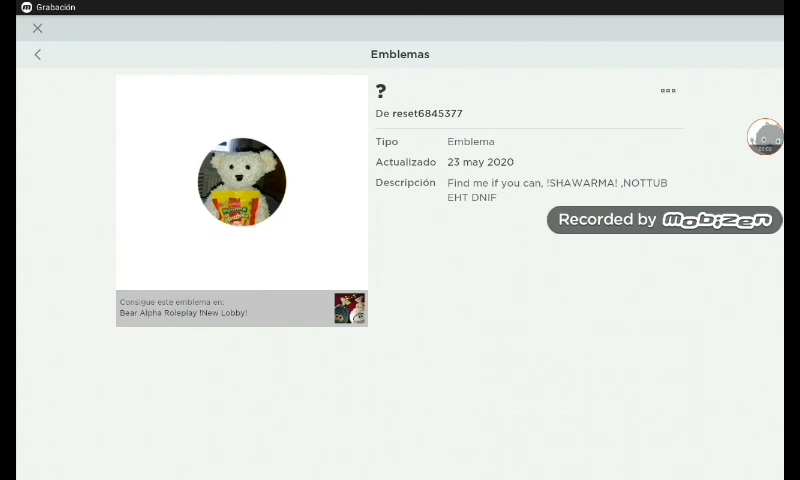 Grabación
Emblemas
?
De reset6845377
Tipo Emblema
Actualizado 23 may 2020
Descripción Find me if you can, !SHAWARMA! ,NOTTUB
EHT DNIF
Recorded by mobizen
Consigue este emblema en:
Bear Alpha Roleplay !New Lobby!